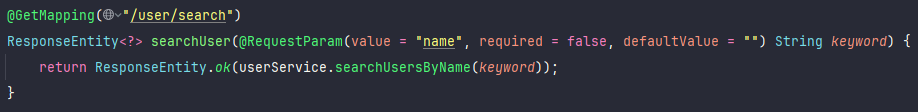 @GetMapping("/user/search")
ResponseEntity<?> searchUser(@RequestParam(value = "name", required = false, defaultValue = "") String keyword) {
    return ResponseEntity.ok(userService.searchUsersByName(keyword));
}